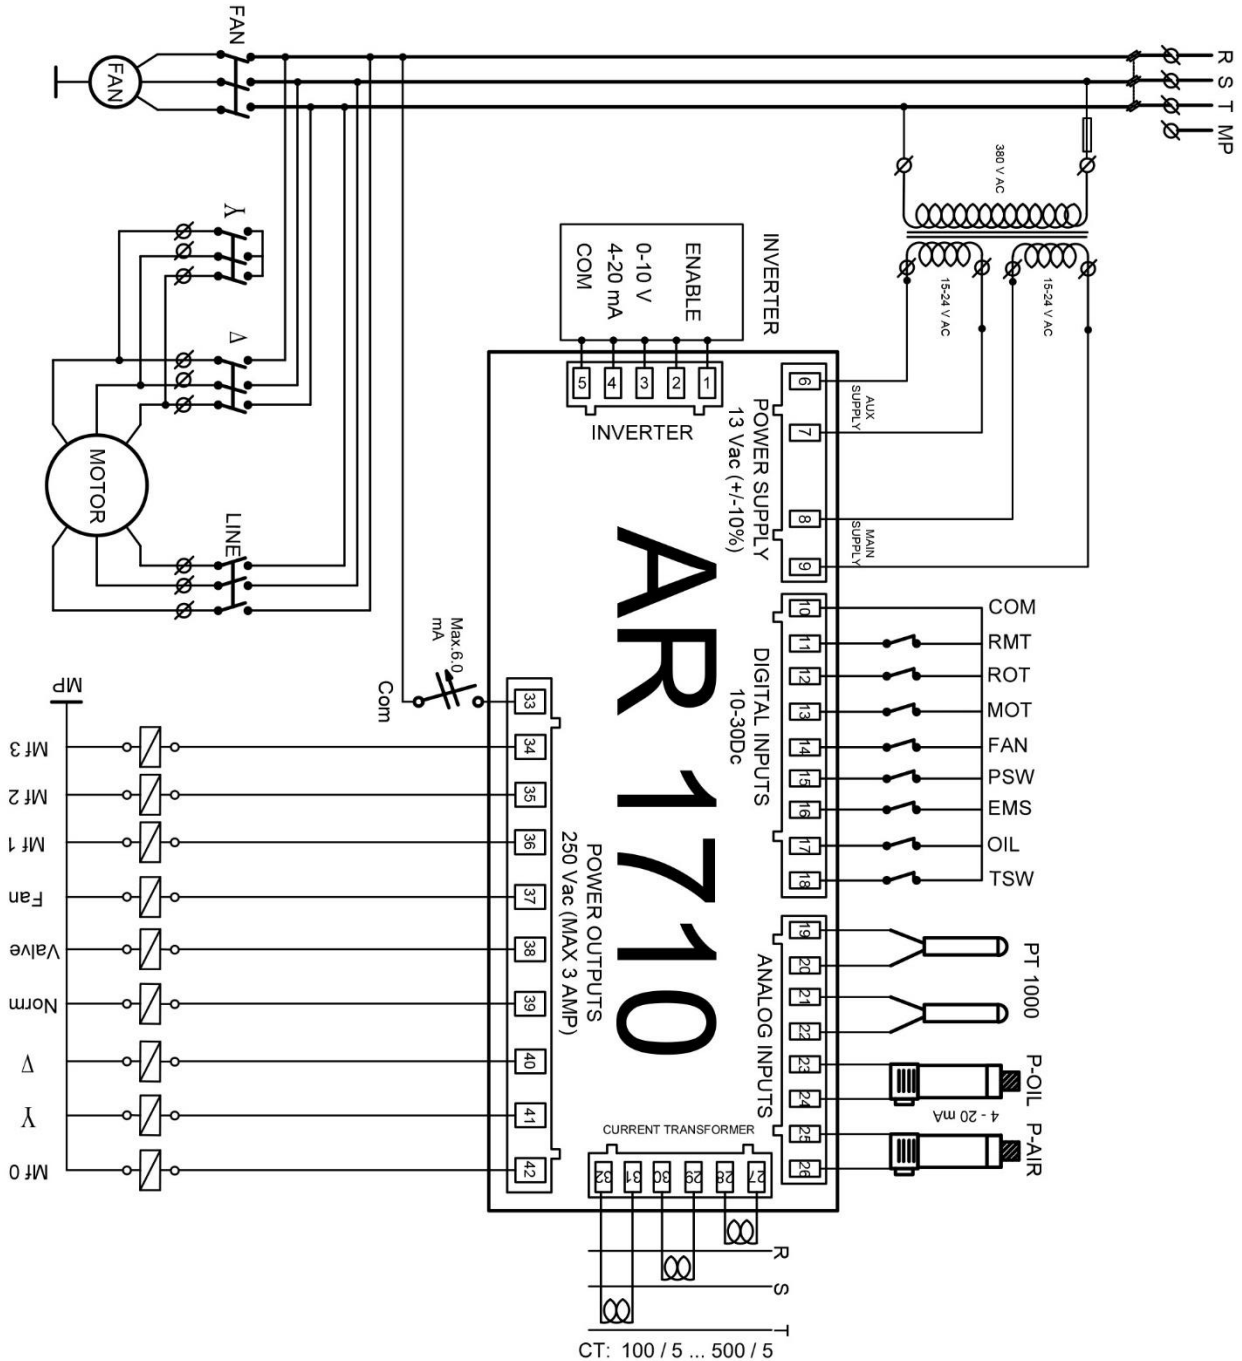 FAN
FAN
R
S
T
MP
380 V AC
15-24 V AC
15-24 V AC
Y
Δ
MOTOR
LINE
INVERTER
ENABLE
0-10 V
4-20 mA
COM
5
4
3
2
1
INVERTER
6
7
8
9
AUX
SUPPLY
MAIN
SUPPLY
POWER SUPPLY
13 Vac (+/-10%)
AR 1710
10
11
12
13
14
15
16
17
18
COM
RMT
ROT
MOT
FAN
PSW
EMS
OIL
TSW
DIGITAL INPUTS
10-30Dc
19
20
21
22
23
24
25
26
ANALOG INPUTS
PT 1000
P-OIL
4 - 20 mA
P-AIR
Max.6.0
mA
Com
MP
33
34
35
36
37
38
39
40
41
42
POWER OUTPUTS
250 Vac (MAX 3 AMP)
Mf 3
Mf 2
Mf 1
Fan
Valve
Norm
Δ
Y
Mf 0
CURRENT TRANSFORMER
32
31
30
29
28
27
R
S
T
CT: 100 / 5 ... 500 / 5